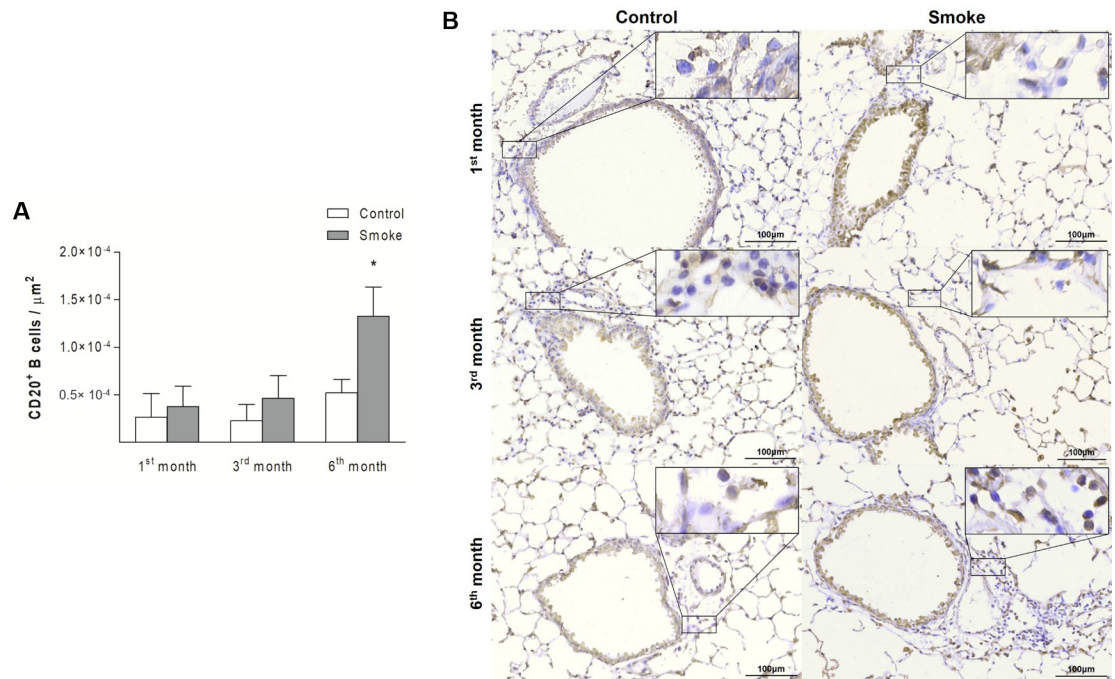 A
Control
Smoke
CD20⁺ B cells / μm²
2.0×10⁻⁴
1.5×10⁻⁴
1.0×10⁻⁴
0.5×10⁻⁴
*
1ˢᵗ month
3ʳᵈ month
6ᵗʰ month
B
Control
Smoke
1ˢᵗ month
100μm
100μm
3ʳᵈ month
100μm
100μm
6ᵗʰ month
100μm
100μm